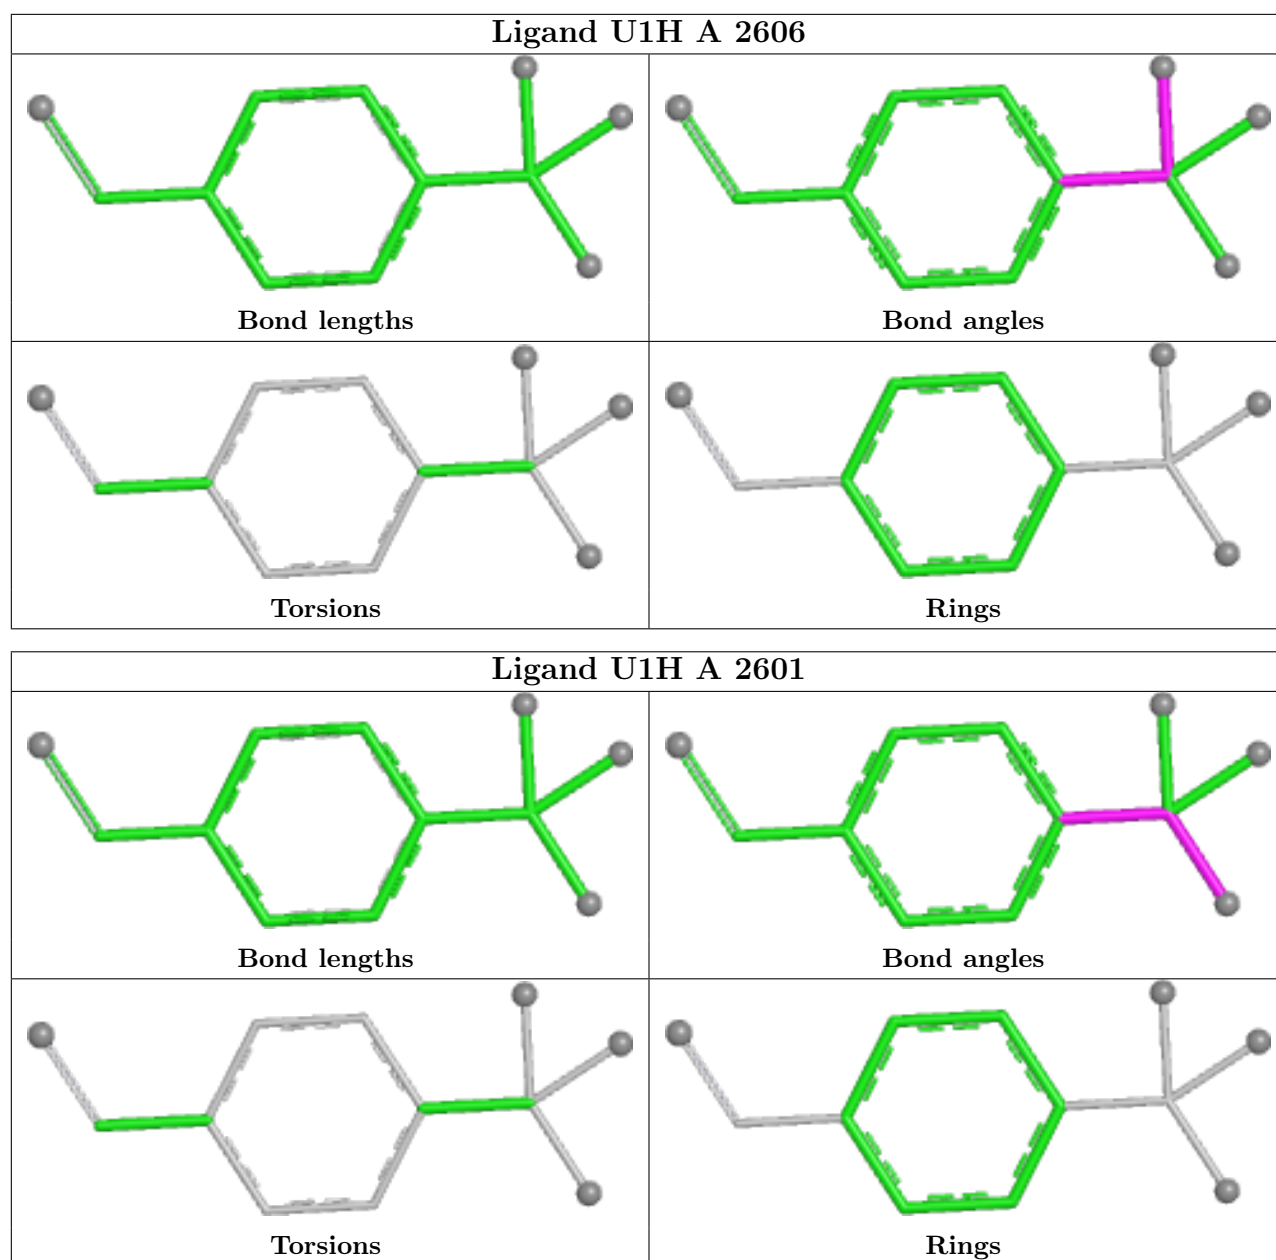 Ligand U1H A 2606
Bond lengths
Bond angles
Torsions
Rings
Ligand U1H A 2601
Bond lengths
Bond angles
Torsions
Rings